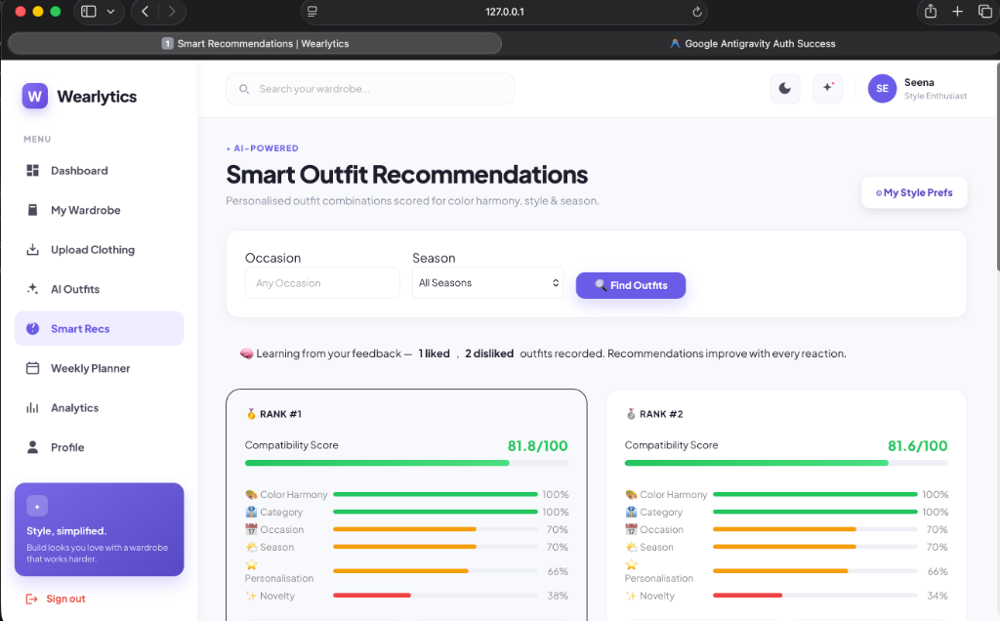 127.0.0.1
1 Smart Recommendations | Wearlytics
Google Antigravity Auth Success
W Wearlytics
MENU
Dashboard
My Wardrobe
Upload Clothing
AI Outfits
Smart Recs
Weekly Planner
Analytics
Profile
Style, simplified.
Build looks you love with a wardrobe
that works harder.
Sign out
Search your wardrobe...
SE
Seena
Style Enthusiast
• AI-POWERED
Smart Outfit Recommendations
Personalised outfit combinations scored for color harmony, style & season.
My Style Prefs
Occasion
Any Occasion
Season
All Seasons
Find Outfits
Learning from your feedback — 1 liked , 2 disliked outfits recorded. Recommendations improve with every reaction.
RANK #1
Compatibility Score 81.8/100
Color Harmony 100%
Category 100%
Occasion 70%
Season 70%
Personalisation 66%
Novelty 38%
RANK #2
Compatibility Score 81.6/100
Color Harmony 100%
Category 100%
Occasion 70%
Season 70%
Personalisation 66%
Novelty 34%